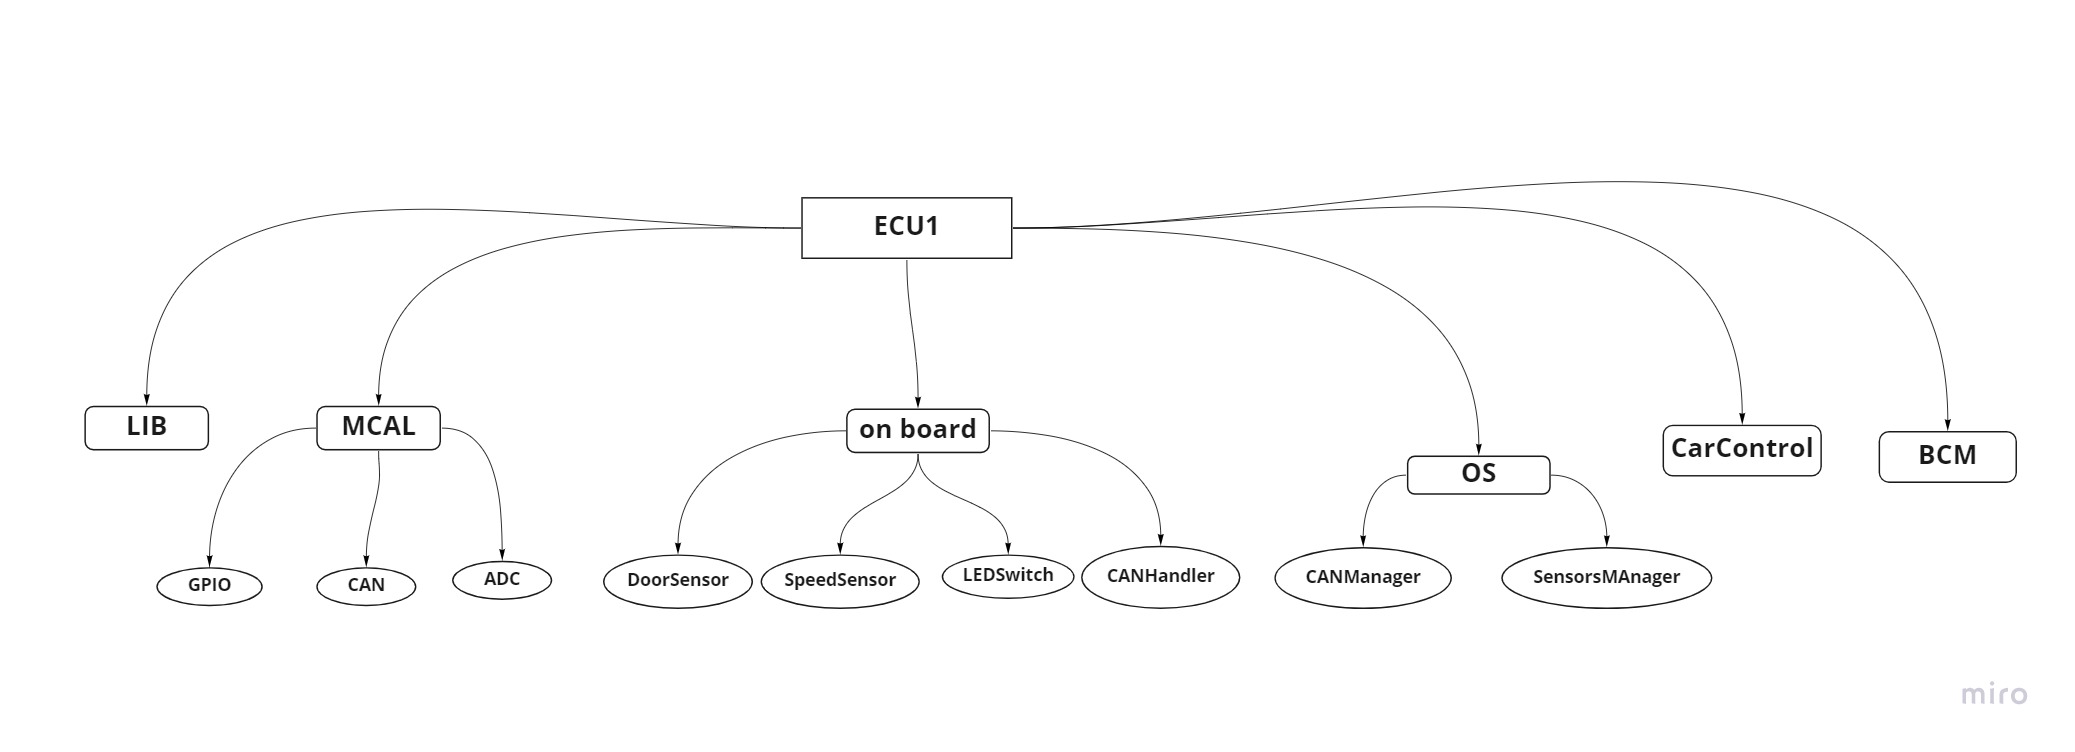 ECU1
LIB
MCAL
on board
OS
CarControl
BCM
GPIO
CAN
ADC
DoorSensor
SpeedSensor
LEDSwitch
CANHandler
CANManager
SensorsMAnager
miro